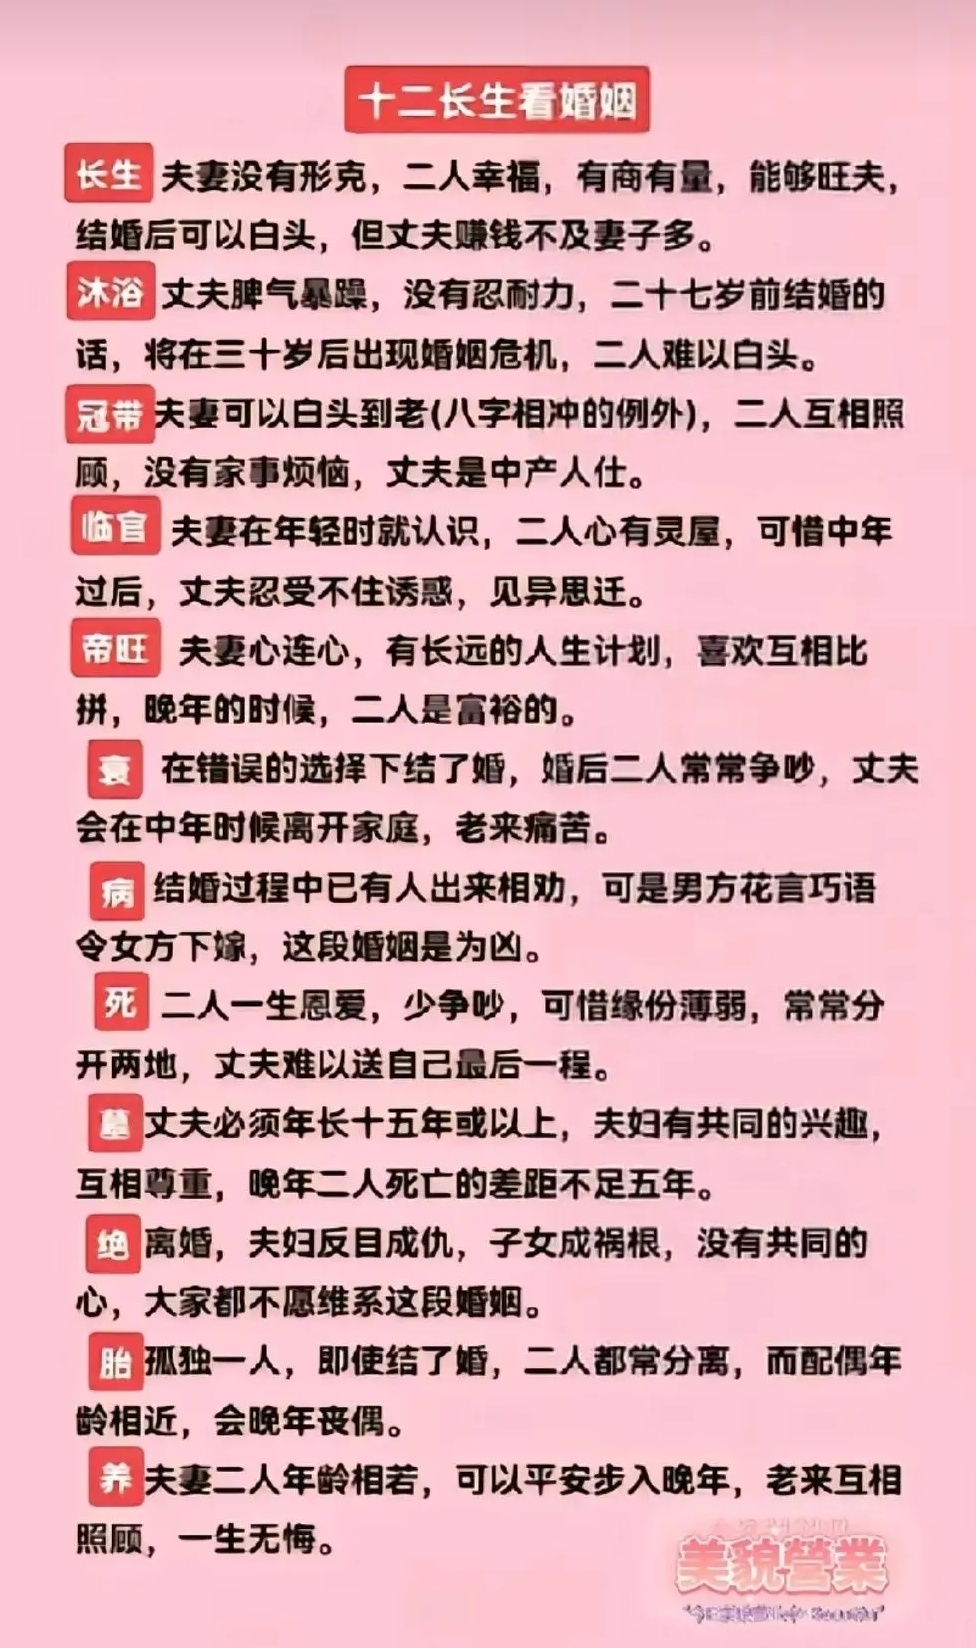 十二长生看婚姻
长生 夫妻没有形克，二人幸福，有商有量，能够旺夫，
结婚后可以白头，但丈夫赚钱不及妻子多。
沐浴 丈夫脾气暴躁，没有忍耐力，二十七岁前结婚的
话，将在三十岁后出现婚姻危机，二人难以白头。
冠带 夫妻可以白头到老(八字相冲的例外)，二人互相照
顾，没有家事烦恼，丈夫是中产人仕。
临官 夫妻在年轻时就认识，二人心有灵屋，可惜中年
过后，丈夫忍受不住诱惑，见异思迁。
帝旺 夫妻心连心，有长远的人生计划，喜欢互相比
拼，晚年的时候，二人是富裕的。
衰 在错误的选择下结了婚，婚后二人常常争吵，丈夫
会在中年时候离开家庭，老来痛苦。
病 结婚过程中已有人出来相劝，可是男方花言巧语
令女方下嫁，这段婚姻是为凶。
死 二人一生恩爱，少争吵，可惜缘份薄弱，常常分
开两地，丈夫难以送自己最后一程。
墓 丈夫必须年长十五年或以上，夫妇有共同的兴趣，
互相尊重，晚年二人死亡的差距不足五年。
绝 离婚，夫妇反目成仇，子女成祸根，没有共同的
心，大家都不愿维系这段婚姻。
胎 孤独一人，即使结了婚，二人都常分离，而配偶年
龄相近，会晚年丧偶。
养 夫妻二人年龄相若，可以平安步入晚年，老来互相
照顾，一生无悔。
美貌營業